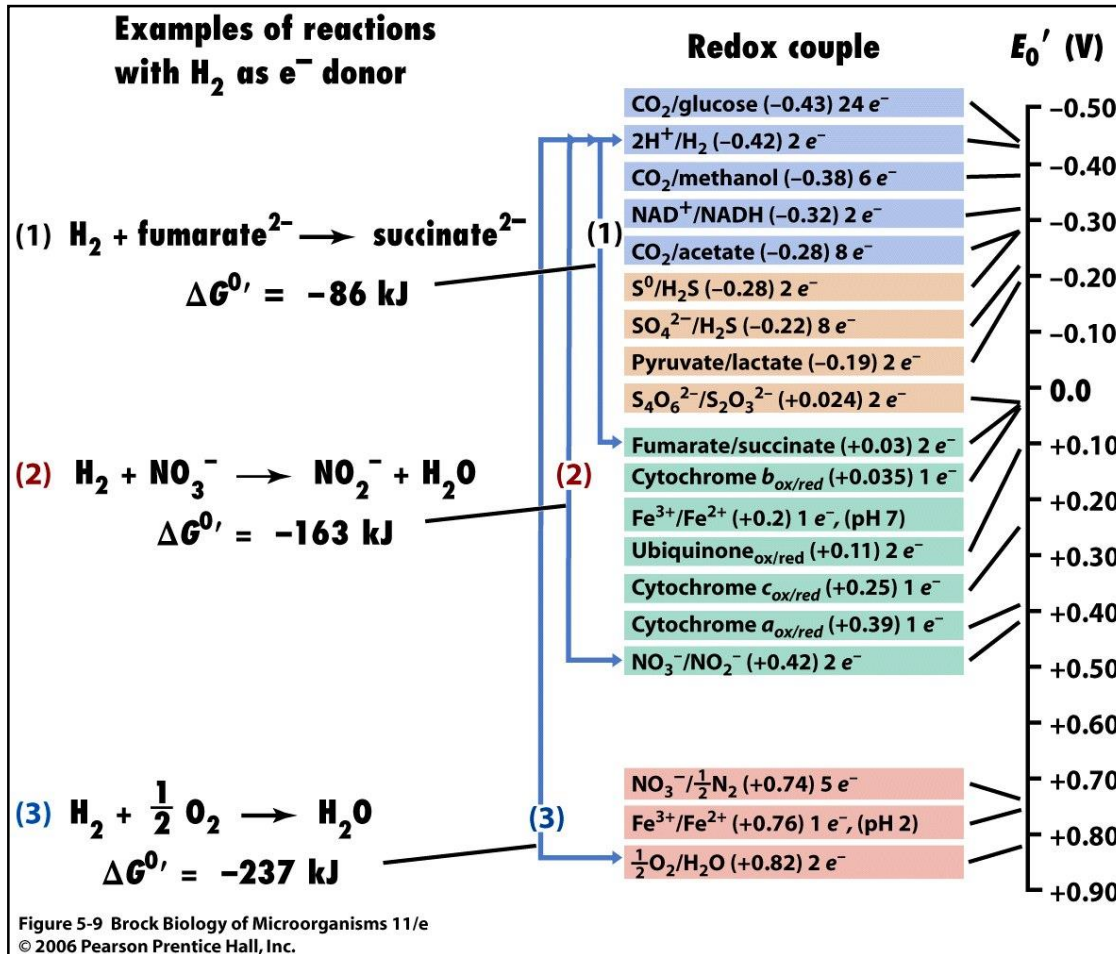 Examples of reactions
with H₂ as e⁻ donor
(1) H₂ + fumarate²⁻ ⟶ succinate²⁻
ΔG⁰′ = −86 kJ
(2) H₂ + NO₃⁻ ⟶ NO₂⁻ + H₂O
ΔG⁰′ = −163 kJ
(3) H₂ + ½ O₂ ⟶ H₂O
ΔG⁰′ = −237 kJ
(1)
(2)
(3)
Redox couple
CO₂/glucose (–0.43) 24 e⁻
2H⁺/H₂ (–0.42) 2 e⁻
CO₂/methanol (–0.38) 6 e⁻
NAD⁺/NADH (–0.32) 2 e⁻
CO₂/acetate (–0.28) 8 e⁻
S⁰/H₂S (–0.28) 2 e⁻
SO₄²⁻/H₂S (–0.22) 8 e⁻
Pyruvate/lactate (–0.19) 2 e⁻
S₄O₆²⁻/S₂O₃²⁻ (+0.024) 2 e⁻
Fumarate/succinate (+0.03) 2 e⁻
Cytochrome b ox/red (+0.035) 1 e⁻
Fe³⁺/Fe²⁺ (+0.2) 1 e⁻, (pH 7)
Ubiquinone ox/red (+0.11) 2 e⁻
Cytochrome c ox/red (+0.25) 1 e⁻
Cytochrome a ox/red (+0.39) 1 e⁻
NO₃⁻/NO₂⁻ (+0.42) 2 e⁻
NO₃⁻/½N₂ (+0.74) 5 e⁻
Fe³⁺/Fe²⁺ (+0.76) 1 e⁻, (pH 2)
½O₂/H₂O (+0.82) 2 e⁻
E₀′ (V)
–0.50
–0.40
–0.30
–0.20
–0.10
0.0
+0.10
+0.20
+0.30
+0.40
+0.50
+0.60
+0.70
+0.80
+0.90
Figure 5-9 Brock Biology of Microorganisms 11/e
© 2006 Pearson Prentice Hall, Inc.